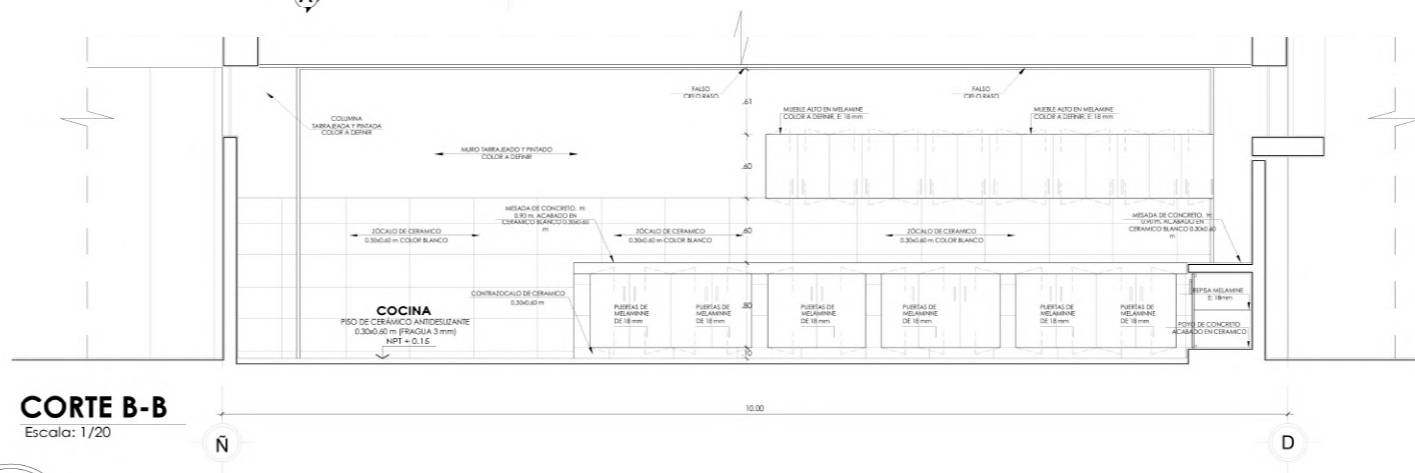 A
FALSO
CIELO RASO
FALSO
CIELO RASO
.61
MUEBLE ALTO EN MELAMINE
COLOR A DEFINIR, E: 18 mm
MUEBLE ALTO EN MELAMINE
COLOR A DEFINIR, E: 18 mm
COLUMNA
TARRAJEADA Y PINTADA
COLOR A DEFINIR
MURO TARRAJEADO Y PINTADO
COLOR A DEFINIR
.60
MESADA DE CONCRETO, H:
0.90 m, ACABADO EN
CERAMICO BLANCO 0.30x0.60
m
MESADA DE CONCRETO, H:
0.90 m, ACABADO EN
CERAMICO BLANCO 0.30x0.60
m
ZÓCALO DE CERAMICO
0.30x0.60 m COLOR BLANCO
ZÓCALO DE CERAMICO
0.30x0.60 m COLOR BLANCO
.60
ZÓCALO DE CERAMICO
0.30x0.60 m COLOR BLANCO
CONTRAZOCALO DE CERAMICO
0.30x0.60 m
REPISA MELAMINE
E: 18mm
COCINA
PISO DE CERÁMICO ANTIDESLIZANTE
0.30x0.60 m (FRAGUA 3 mm)
NPT + 0.15
PUERTAS DE
MELAMINNE
DE 18 mm
PUERTAS DE
MELAMINNE
DE 18 mm
.80
PUERTAS DE
MELAMINNE
DE 18 mm
PUERTAS DE
MELAMINNE
DE 18 mm
PUERTAS DE
MELAMINNE
DE 18 mm
PUERTAS DE
MELAMINNE
DE 18 mm
POYO DE CONCRETO
ACABADO EN CERAMICO
.10
CORTE B-B
Escala: 1/20
10.00
Ñ
D